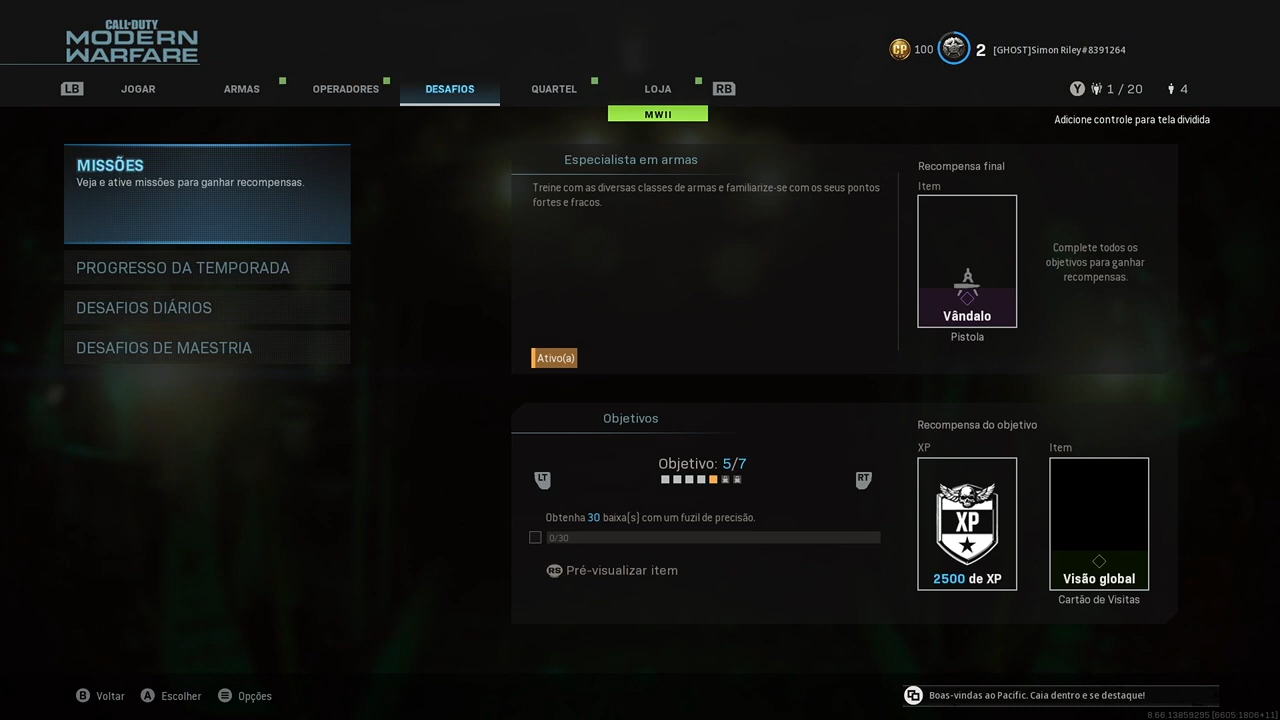 CALL OF DUTY
MODERN
WARFARE
CP 100 2 [GHOST]Simon Riley#8391264
LB JOGAR ARMAS OPERADORES DESAFIOS QUARTEL LOJA RB
Y 1 / 20 4
MWII
Adicione controle para tela dividida
MISSÕES
Veja e ative missões para ganhar recompensas.
PROGRESSO DA TEMPORADA
DESAFIOS DIÁRIOS
DESAFIOS DE MAESTRIA
Especialista em armas
Treine com as diversas classes de armas e familiarize-se com os seus pontos
fortes e fracos.
Ativo(a)
Recompensa final
Item
Vândalo
Pistola
Complete todos os
objetivos para ganhar
recompensas.
Objetivos
LT Objetivo: 5/7 RT
Obtenha 30 baixa(s) com um fuzil de precisão.
0/30
RS Pré-visualizar item
Recompensa do objetivo
XP Item
XP
2500 de XP
Visão global
Cartão de Visitas
B Voltar A Escolher Opções
Boas-vindas ao Pacific. Caia dentro e se destaque!
8.66.13859295 [6605:1806+11]